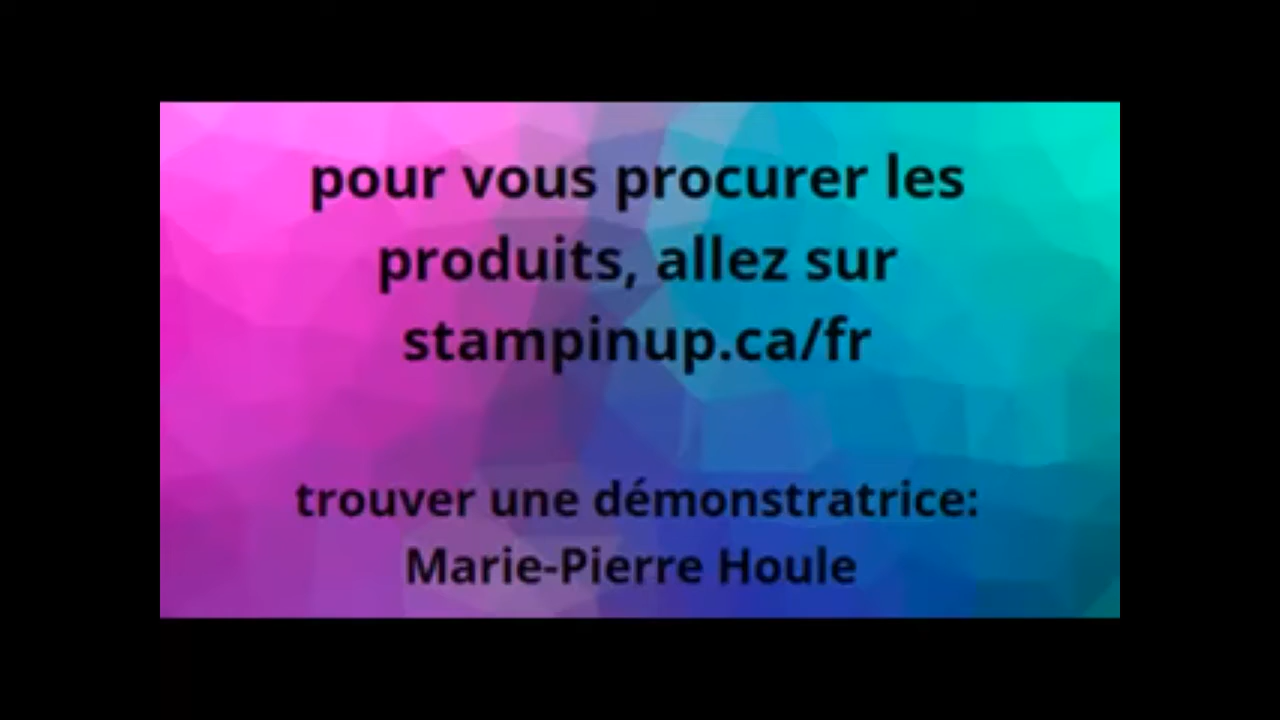 pour vous procurer les
produits, allez sur
stampinup.ca/fr
trouver une démonstratrice:
Marie-Pierre Houle